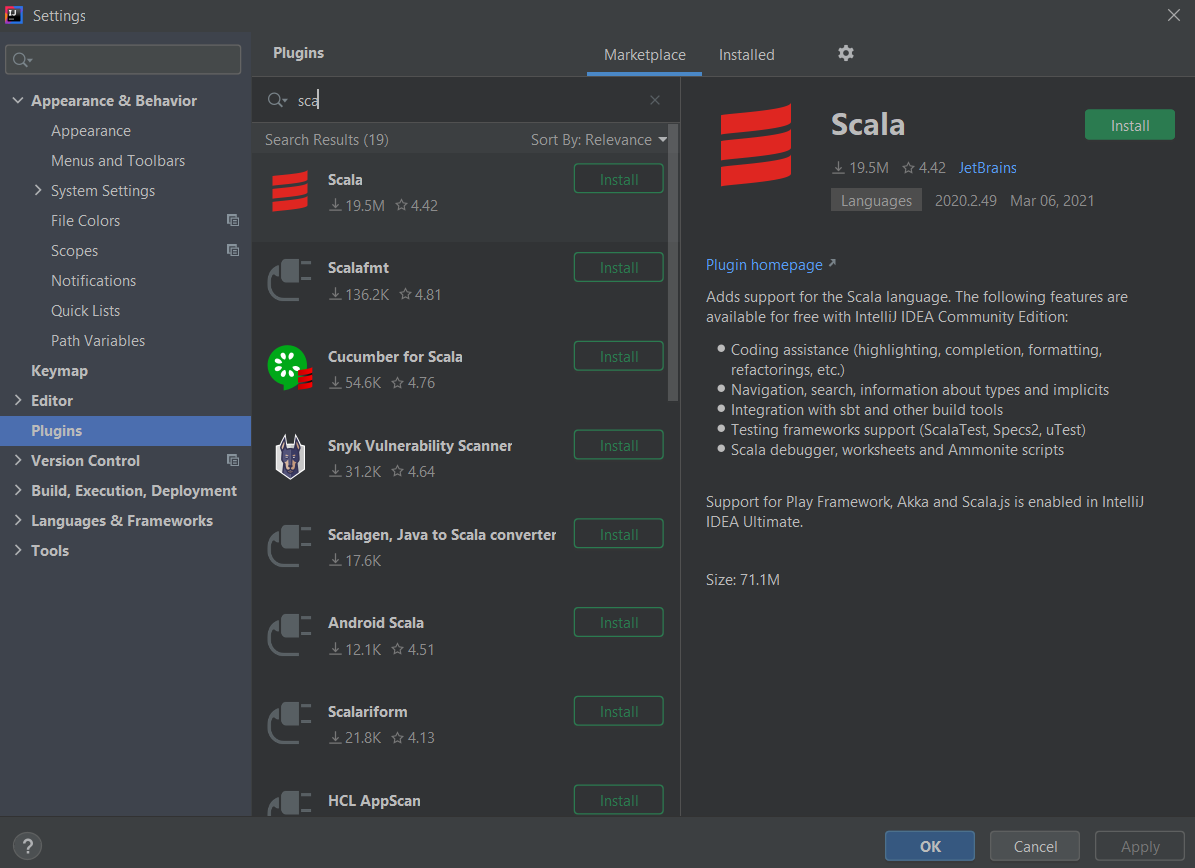 Settings
Appearance & Behavior
Appearance
Menus and Toolbars
System Settings
File Colors
Scopes
Notifications
Quick Lists
Path Variables
Keymap
Editor
Plugins
Version Control
Build, Execution, Deployment
Languages & Frameworks
Tools
Plugins
Marketplace
Installed
sca
Search Results (19)
Sort By: Relevance
Scala
19.5M 4.42
Install
Scalafmt
136.2K 4.81
Install
Cucumber for Scala
54.6K 4.76
Install
Snyk Vulnerability Scanner
31.2K 4.64
Install
Scalagen, Java to Scala converter
17.6K
Install
Android Scala
12.1K 4.51
Install
Scalariform
21.8K 4.13
Install
HCL AppScan
Install
Scala
Install
19.5M 4.42 JetBrains
Languages 2020.2.49 Mar 06, 2021
Plugin homepage
Adds support for the Scala language. The following features are
available for free with IntelliJ IDEA Community Edition:
Coding assistance (highlighting, completion, formatting,
refactorings, etc.)
Navigation, search, information about types and implicits
Integration with sbt and other build tools
Testing frameworks support (ScalaTest, Specs2, uTest)
Scala debugger, worksheets and Ammonite scripts
Support for Play Framework, Akka and Scala.js is enabled in IntelliJ
IDEA Ultimate.
Size: 71.1M
?
OK
Cancel
Apply